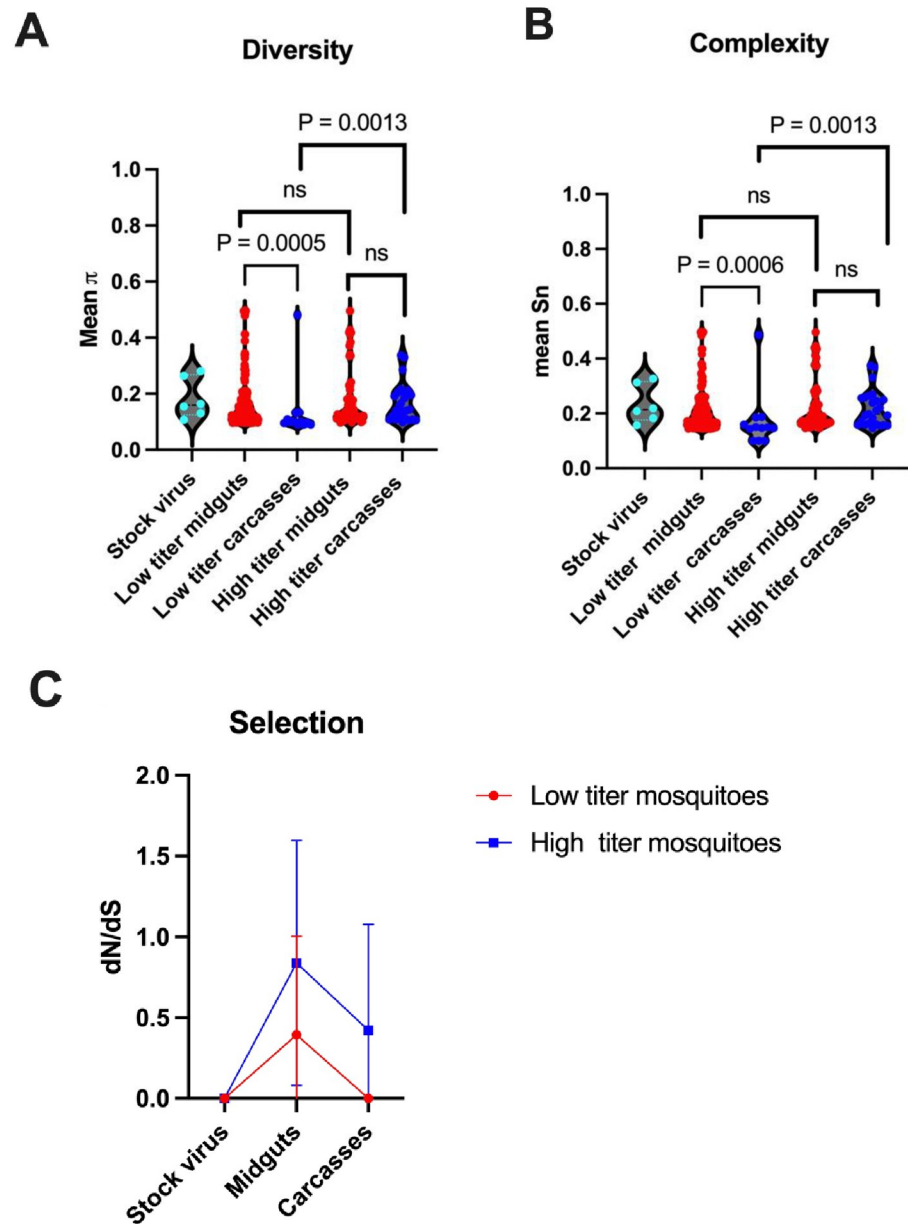 A
Diversity
P = 0.0013
ns
P = 0.0005
ns
Mean π
1.0
0.8
0.6
0.4
0.2
0.0
Stock virus
Low titer midguts
Low titer carcasses
High titer midguts
High titer carcasses
B
Complexity
P = 0.0013
ns
P = 0.0006
ns
mean Sn
1.0
0.8
0.6
0.4
0.2
0.0
Stock virus
Low titer midguts
Low titer carcasses
High titer midguts
High titer carcasses
C
Selection
dN/dS
2.0
1.5
1.0
0.5
0.0
Stock virus
Midguts
Carcasses
Low titer mosquitoes
High titer mosquitoes